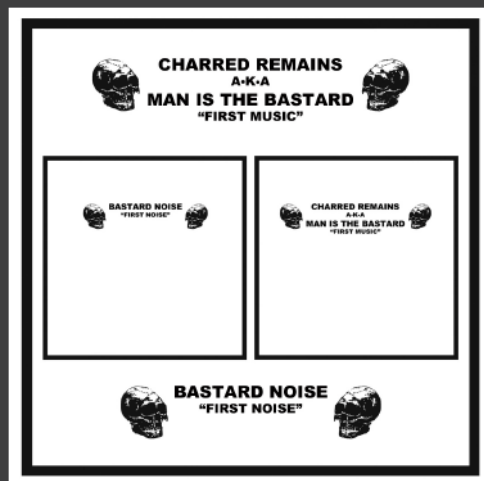 CHARRED REMAINS
A•K•A
MAN IS THE BASTARD
“FIRST MUSIC”
BASTARD NOISE
“FIRST NOISE”
CHARRED REMAINS
A•K•A
MAN IS THE BASTARD
“FIRST MUSIC”
BASTARD NOISE
“FIRST NOISE”